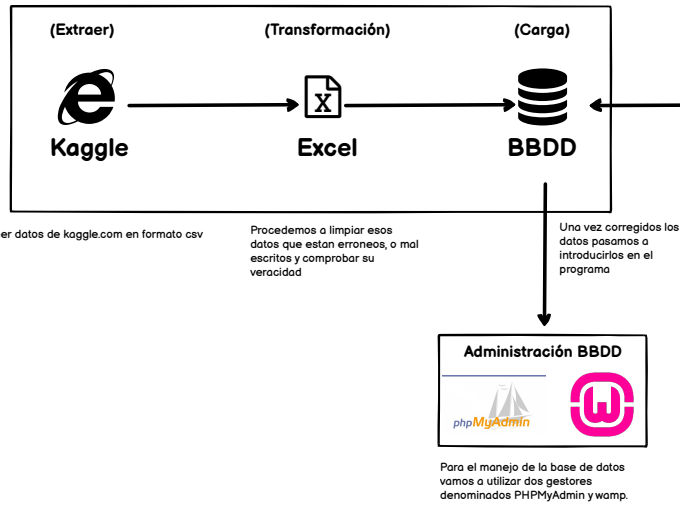 (Extraer)
(Transformación)
(Carga)
X
Kaggle
Excel
BBDD
er datos de kaggle.com en formato csv
Procedemos a limpiar esos
datos que estan erroneos, o mal
escritos y comprobar su
veracidad
Una vez corregidos los
datos pasamos a
introducirlos en el
programa
Administración BBDD
phpMyAdmin
W
Para el manejo de la base de datos
vamos a utilizar dos gestores
denominados PHPMyAdmin y wamp.